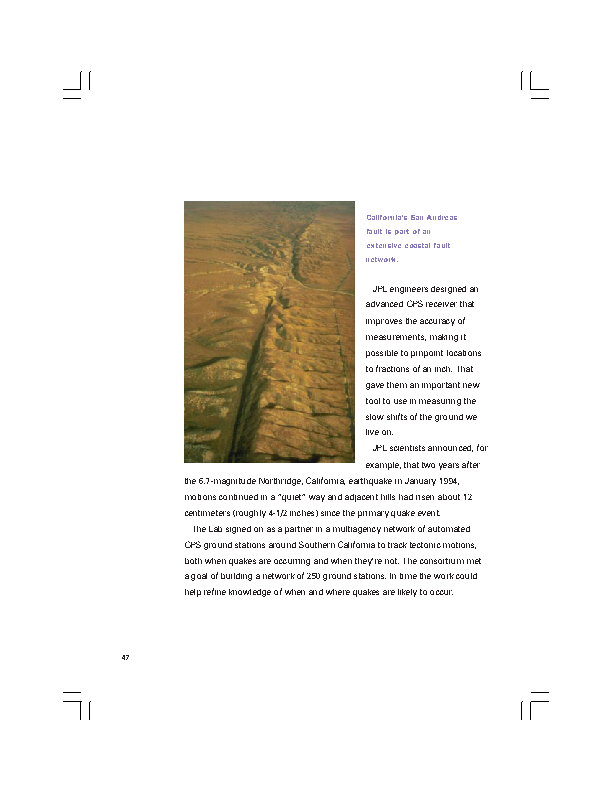 California's San Andreas
fault is part of an
extensive coastal fault
network.
JPL engineers designed an
advanced GPS receiver that
improves the accuracy of
measurements, making it
possible to pinpoint locations
to fractions of an inch. That
gave them an important new
tool to use in measuring the
slow shifts of the ground we
live on.
JPL scientists announced, for
example, that two years after
the 6.7-magnitude Northridge, California, earthquake in January 1994,
motions continued in a "quiet" way and adjacent hills had risen about 12
centimeters (roughly 4-1/2 inches) since the primary quake event.
The Lab signed on as a partner in a multiagency network of automated
GPS ground stations around Southern California to track tectonic motions,
both when quakes are occurring and when they're not. The consortium met
a goal of building a network of 250 ground stations. In time the work could
help refine knowledge of when and where quakes are likely to occur.
47